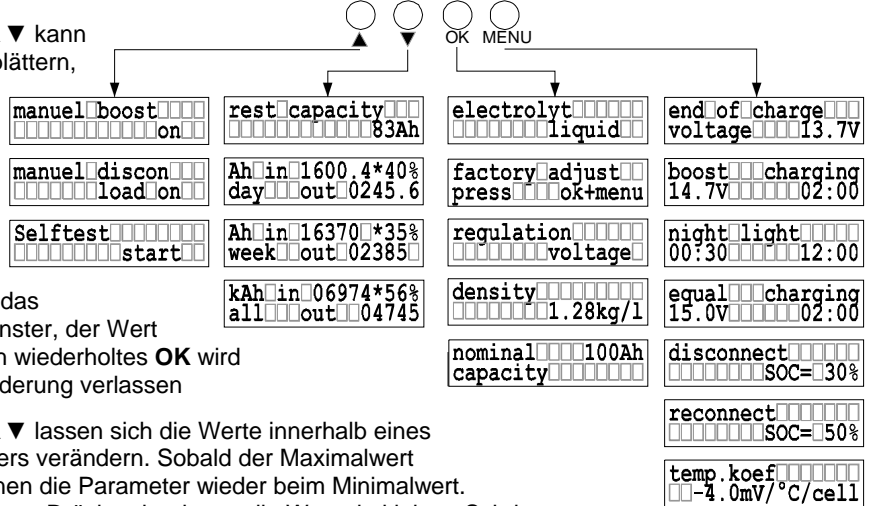 ▼ kann
▲ ▼ OK MENU
lättern,
manuel boost
on
manuel discon
load on
Selftest
start
rest capacity
83Ah
Ah in 1600.4*40%
day out 0245.6
Ah in 16370 *35%
week out 02385
kAh in 06974*56%
all out 04745
electrolyt
liquid
factory adjust
press ok+menu
regulation
voltage
density
1.28kg/l
nominal 100Ah
capacity
end of charge
voltage 13.7V
boost charging
14.7V 02:00
night light
00:30 12:00
equal charging
15.0V 02:00
disconnect
SOC= 30%
reconnect
SOC= 50%
temp.koef
-4.0mV/°C/cell
das
nster, der Wert
n wiederholtes OK wird
derung verlassen
▼ lassen sich die Werte innerhalb eines
ers verändern. Sobald der Maximalwert
nen die Parameter wieder beim Minimalwert.